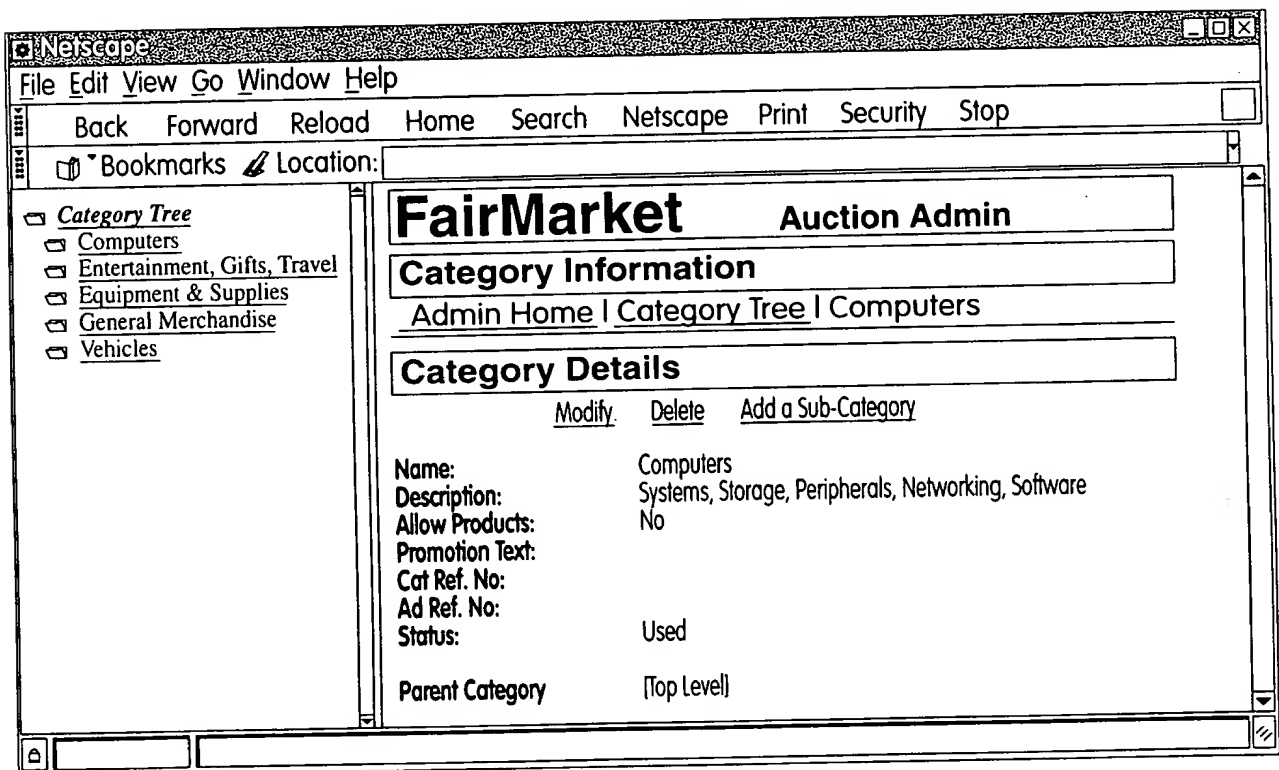 Netscape
File Edit View Go Window Help
Back Forward Reload Home Search Netscape Print Security Stop
Bookmarks Location:
Category Tree
Computers
Entertainment, Gifts, Travel
Equipment & Supplies
General Merchandise
Vehicles
FairMarket Auction Admin
Category Information
Admin Home | Category Tree | Computers
Category Details
Modify. Delete Add a Sub-Category
Name: Computers
Description: Systems, Storage, Peripherals, Networking, Software
Allow Products: No
Promotion Text:
Cat Ref. No:
Ad Ref. No:
Status: Used
Parent Category [Top Level]